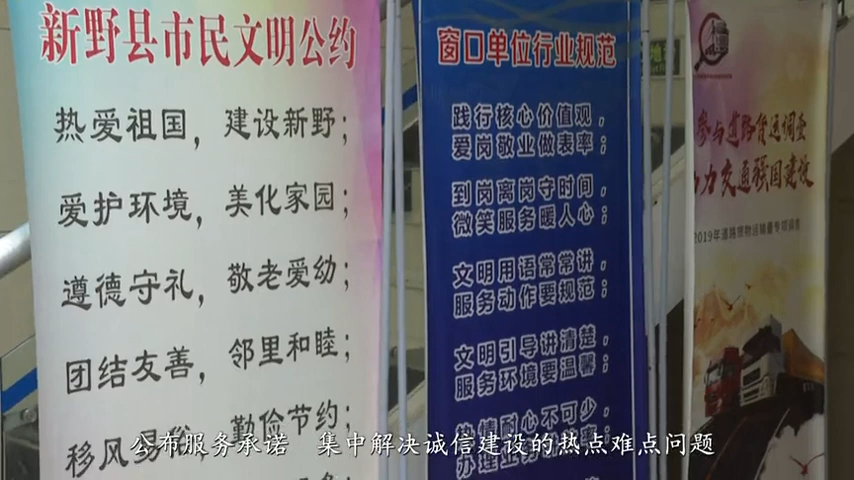 新野县市民文明公约
热爱祖国，建设新野；
爱护环境，美化家园；
遵德守礼，敬老爱幼；
团结友善，邻里和睦；
移风易俗，勤俭节约；
窗口单位行业规范
践行核心价值观，
爱岗敬业做表率；
到岗离岗守时间，
微笑服务暖人心；
文明用语常常讲，
服务动作要规范；
文明引导讲清楚，
服务环境要温馨；
热情耐心不可少，
参与道路货运调查
助力交通强国建设
2019年道路货物运输量专项调查
公布服务承诺 集中解决诚信建设的热点难点问题